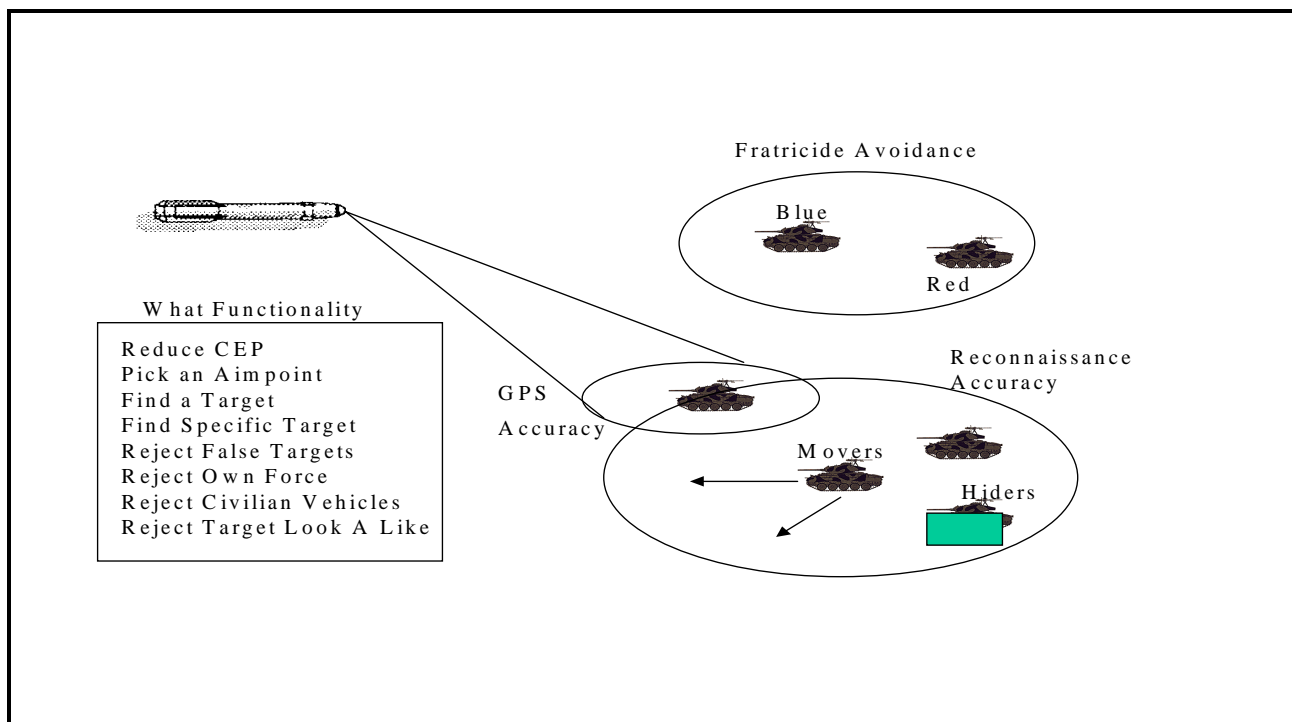 Fratricide Avoidance
Blue
Red
What Functionality
Reduce CEP
Pick an Aimpoint
Find a Target
Find Specific Target
Reject False Targets
Reject Own Force
Reject Civilian Vehicles
Reject Target Look A Like
GPS
Accuracy
Reconnaissance
Accuracy
Movers
Hiders